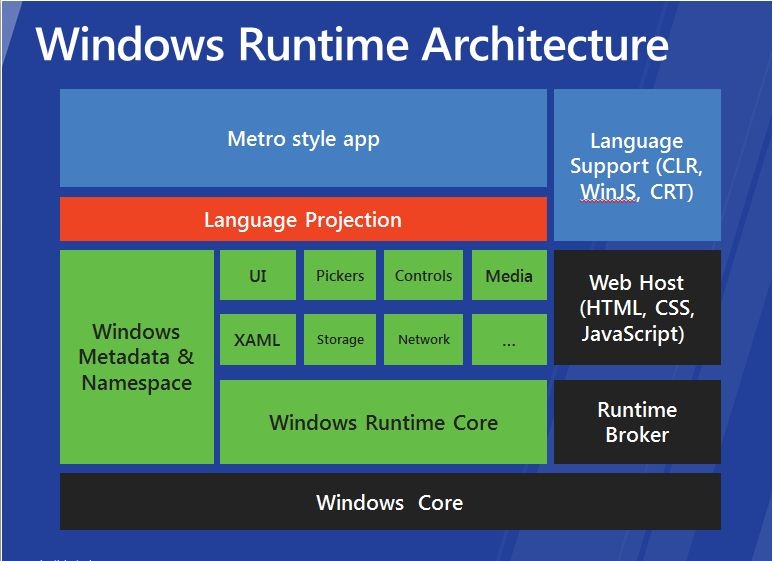 Windows Runtime Architecture
Metro style app
Language
Support (CLR,
WinJS, CRT)
Language Projection
Windows
Metadata &
Namespace
UI
Pickers
Controls
Media
XAML
Storage
Network
...
Web Host
(HTML, CSS,
JavaScript)
Windows Runtime Core
Runtime
Broker
Windows Core